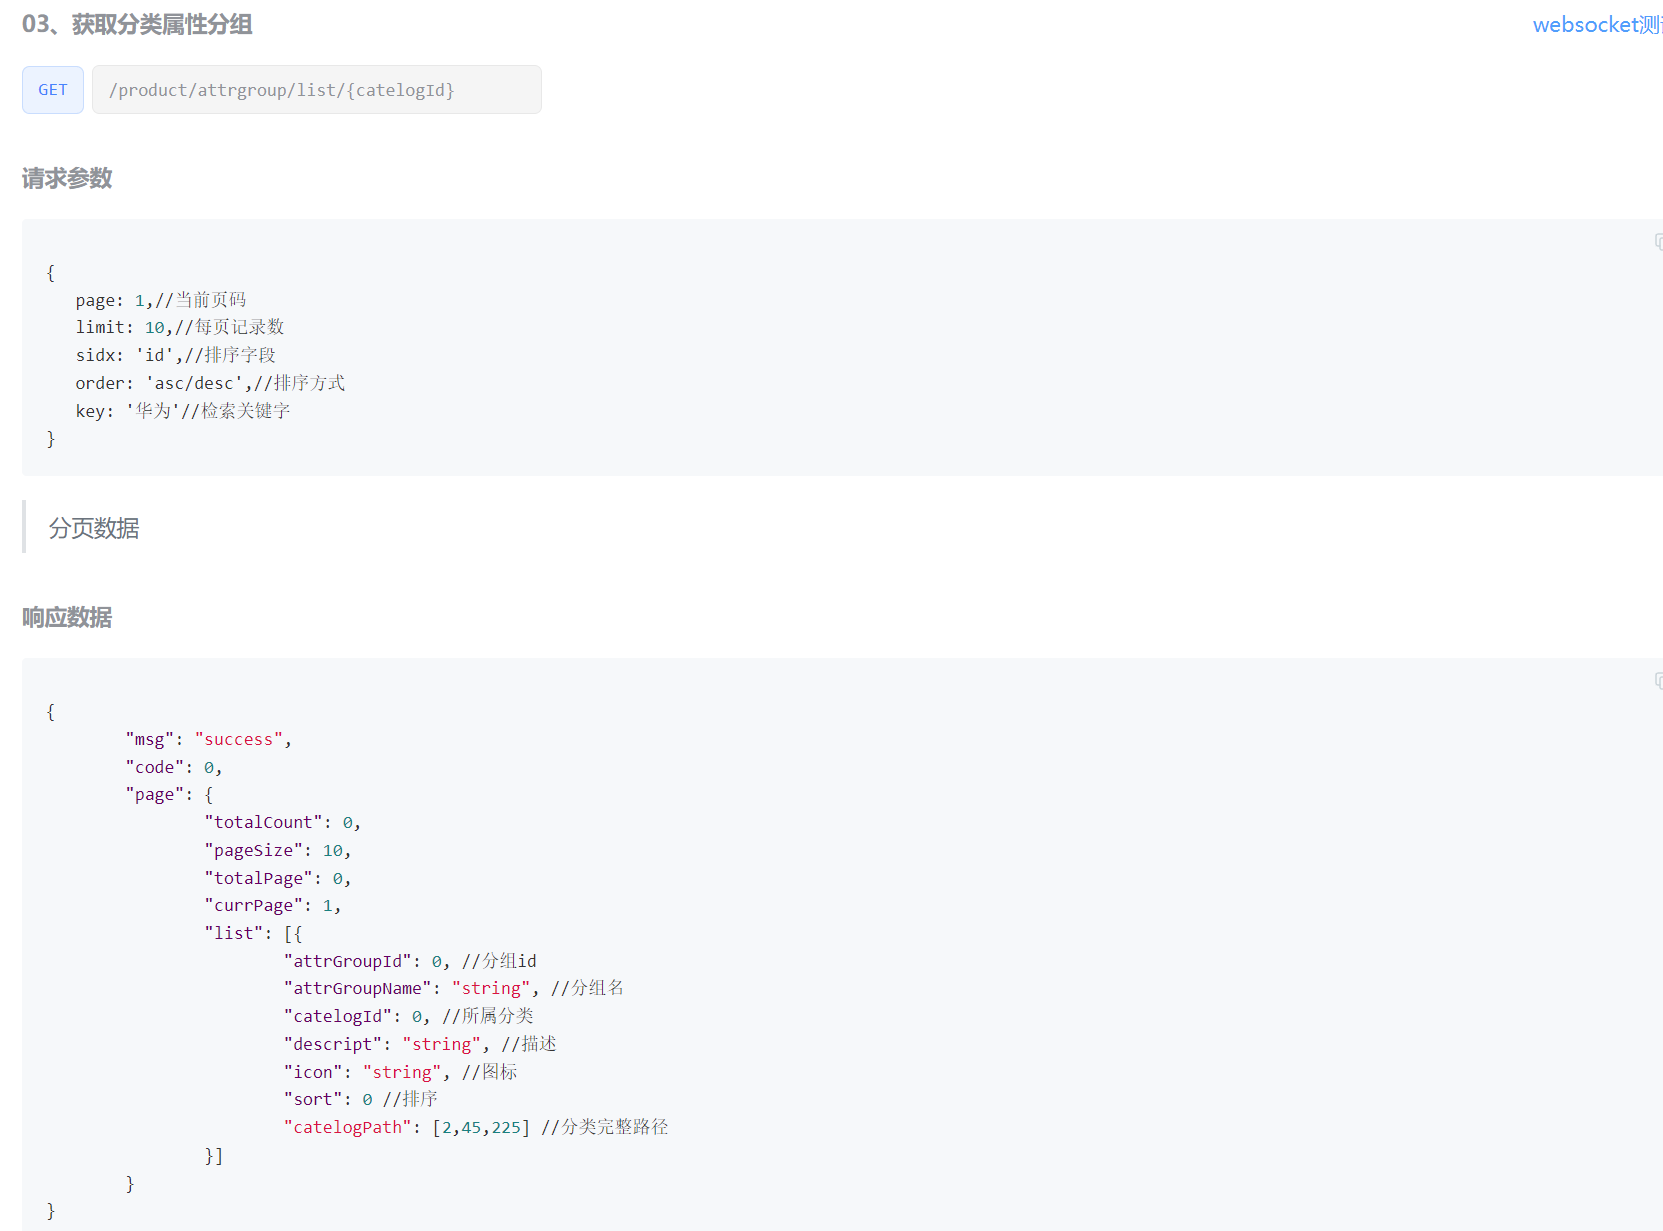 03、获取分类属性分组
websocket测
GET
/product/attrgroup/list/{catelogId}
请求参数
{
page: 1,//当前页码
limit: 10,//每页记录数
sidx: 'id',//排序字段
order: 'asc/desc',//排序方式
key: '华为'//检索关键字
}
分页数据
响应数据
{
"msg": "success",
"code": 0,
"page": {
"totalCount": 0,
"pageSize": 10,
"totalPage": 0,
"currPage": 1,
"list": [{
"attrGroupId": 0, //分组id
"attrGroupName": "string", //分组名
"catelogId": 0, //所属分类
"descript": "string", //描述
"icon": "string", //图标
"sort": 0 //排序
"catelogPath": [2,45,225] //分类完整路径
}]
}
}